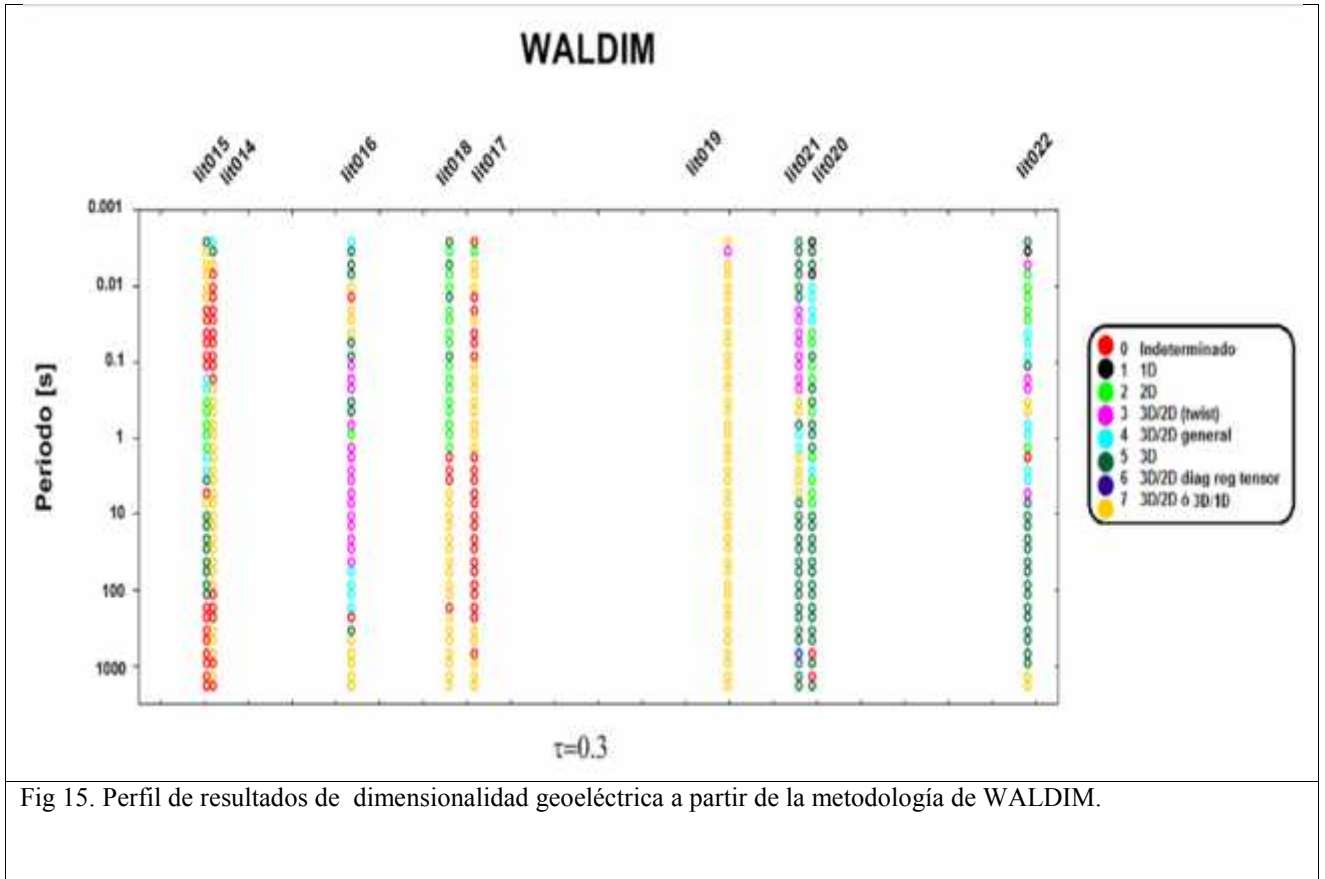 WALDIM
lit015
lit014
lit016
lit018
lit017
lit019
lit021
lit020
lit022
0.001
0.01
0.1
1
10
100
1000
Periodo [s]
0 Indeterminado
1 1D
2 2D
3 3D/2D (twist)
4 3D/2D general
5 3D
6 3D/2D diag reg tensor
7 3D/2D ó 3D/1D
τ=0.3
Fig 15. Perfil de resultados de dimensionalidad geoeléctrica a partir de la metodología de WALDIM.